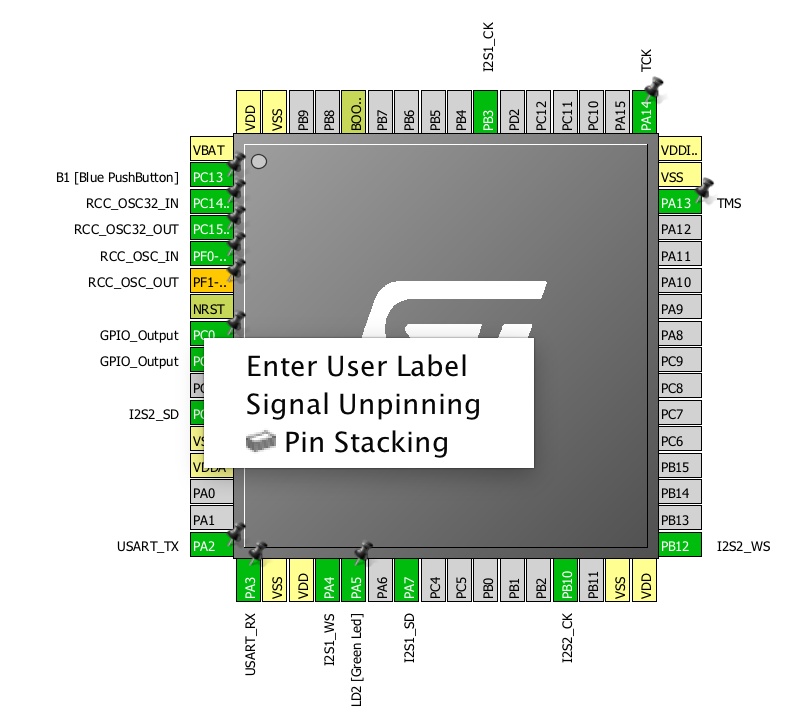 I2S1_CK
TCK
VDD
VSS
PB9
PB8
BOO..
PB7
PB6
PB5
PB4
PB3
PD2
PC12
PC11
PC10
PA15
PA14
VBAT
VDDI..
B1 [Blue PushButton]
PC13
VSS
RCC_OSC32_IN
PC14..
PA13
TMS
RCC_OSC32_OUT
PC15..
PA12
RCC_OSC_IN
PF0-..
PA11
RCC_OSC_OUT
PF1-..
PA10
NRST
PA9
GPIO_Output
PC0
PA8
GPIO_Output
PC9
Enter User Label
PC8
Signal Unpinning
I2S2_SD
PC7
Pin Stacking
PC6
VDDA
PB15
PA0
PB14
PA1
PB13
USART_TX
PA2
PB12
I2S2_WS
PA3
VSS
VDD
PA4
PA5
PA6
PA7
PC4
PC5
PB0
PB1
PB2
PB10
PB11
VSS
VDD
USART_RX
I2S1_WS
LD2 [Green Led]
I2S1_SD
I2S2_CK